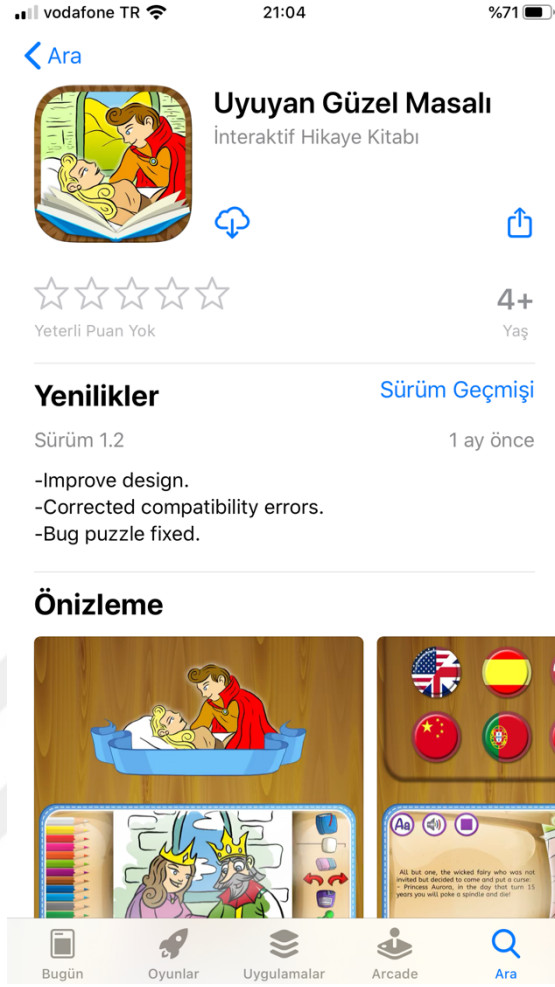 vodafone TR
21:04
%71
Ara
Uyuyan Güzel Masalı
İnteraktif Hikaye Kitabı
4+
Yeterli Puan Yok
Yaş
Yenilikler
Sürüm Geçmişi
Sürüm 1.2
1 ay önce
-Improve design.
-Corrected compatibility errors.
-Bug puzzle fixed.
Önizleme
Aa
All but one, the wicked fairy who was not
invited but decided to come and put a curse:
- Princess Aurora, in the day that turn 15
years you will poke a spindle and die!
Bugün
Oyunlar
Uygulamalar
Arcade
Ara